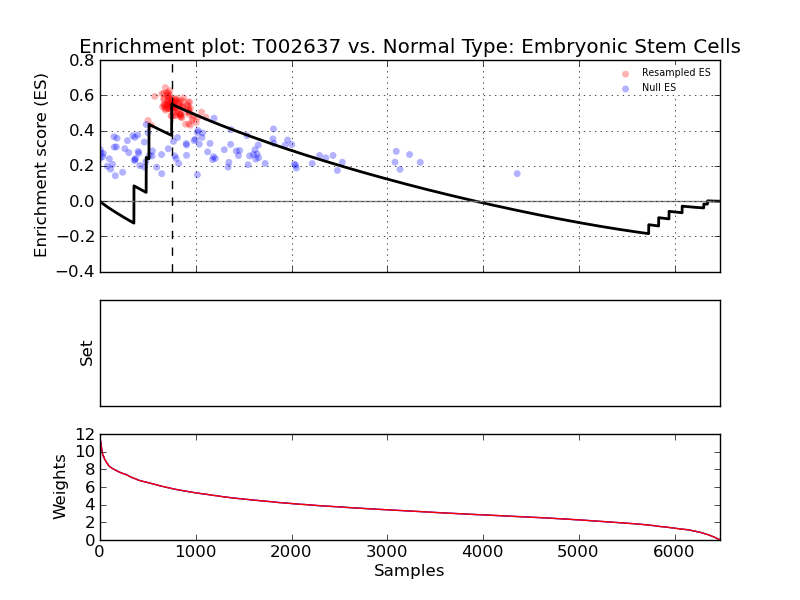 Enrichment plot: T002637 vs. Normal Type: Embryonic Stem Cells
Enrichment score (ES)
0.8
0.6
0.4
0.2
0.0
−0.2
−0.4
Resampled ES
Null ES
Set
Weights
12
10
8
6
4
2
0
0 1000 2000 3000 4000 5000 6000
Samples